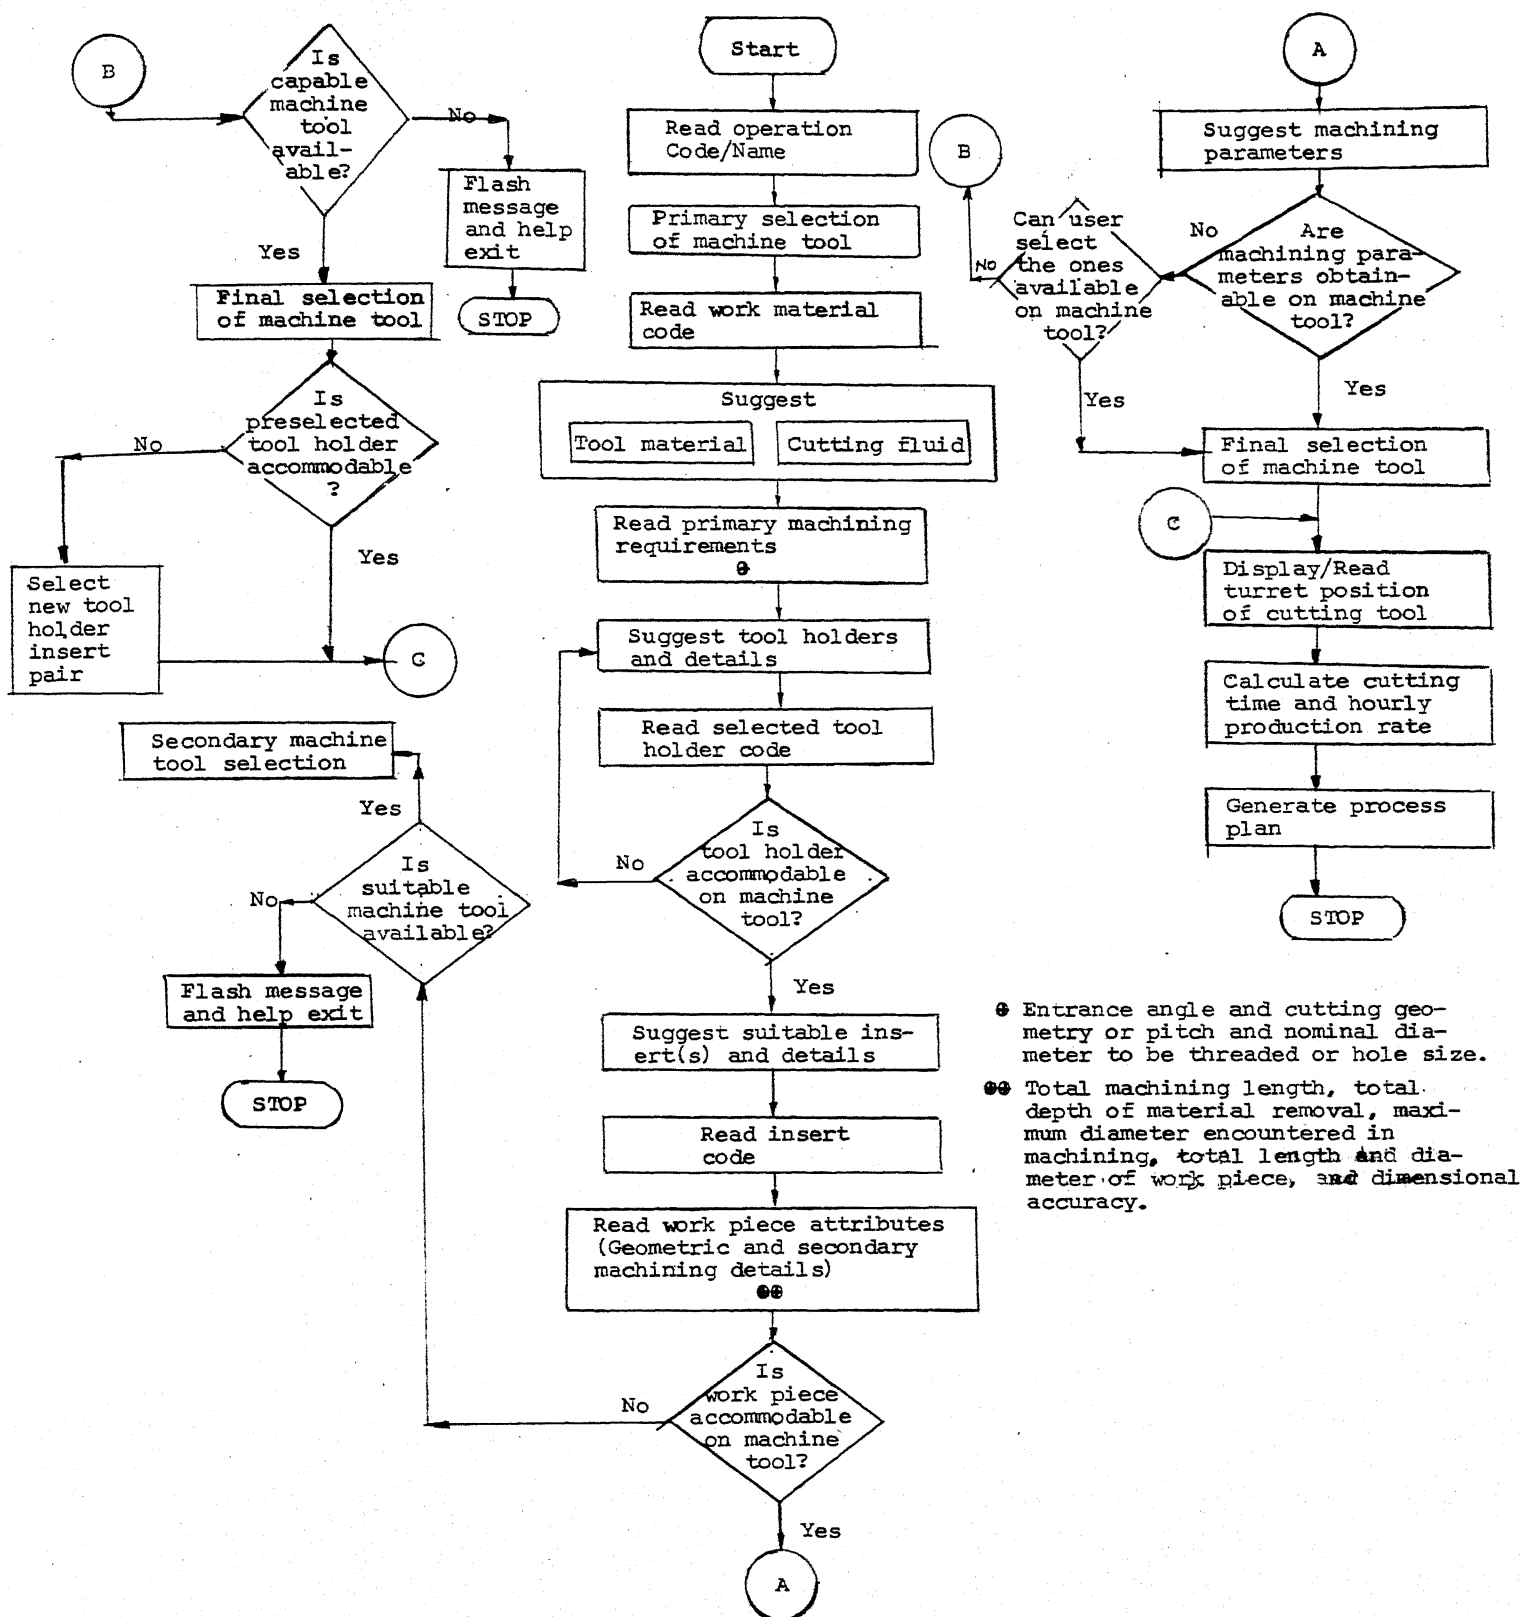 B
Is
capable
machine
tool
avail-
able?
No
Flash
message
and help
exit
STOP
Yes
Final selection
of machine tool
Is
preselected
tool holder
accommodable
?
No
Yes
Select
new tool
holder
insert
pair
C
Secondary machine
tool selection
Yes
Is
suitable
machine tool
available?
No
Flash message
and help exit
STOP
Start
Read operation
Code/Name
Primary selection
of machine tool
Read work material
code
Suggest
Tool material
Cutting fluid
Read primary machining
requirements
⊕
Suggest tool holders
and details
Read selected tool
holder code
Is
tool holder
accommodable
on machine
tool?
No
Yes
Suggest suitable ins-
ert(s) and details
Read insert
code
Read work piece attributes
(Geometric and secondary
machining details)
⊕⊕
Is
work piece
accommodable
on machine
tool?
No
Yes
A
A
Suggest machining
parameters
Are
machining para-
meters obtain-
able on machine
tool?
No
Can user
select
the ones
available
on machine
tool?
No
B
Yes
Yes
Final selection
of machine tool
C
Display/Read
turret position
of cutting tool
Calculate cutting
time and hourly
production rate
Generate process
plan
STOP
⊕ Entrance angle and cutting geo-
metry or pitch and nominal dia-
meter to be threaded or hole size.
⊕⊕ Total machining length, total
depth of material removal, maxi-
mum diameter encountered in
machining, total length and dia-
meter of work piece, and dimensional
accuracy.